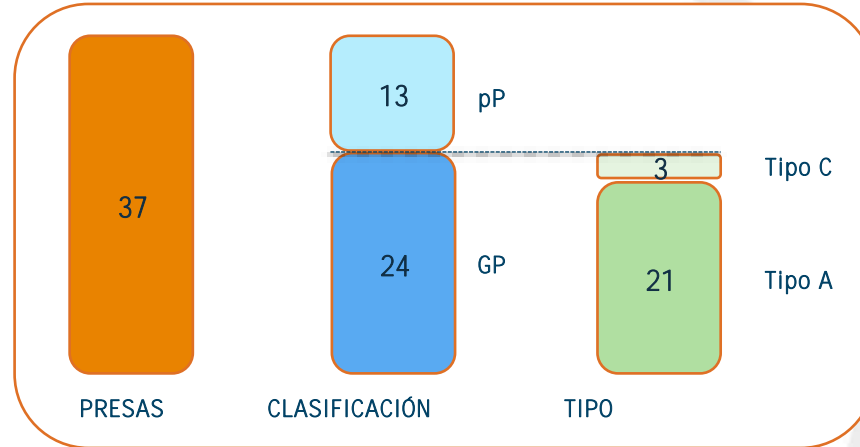 13
pP
3
Tipo C
37
24
GP
21
Tipo A
PRESAS
CLASIFICACIÓN
TIPO